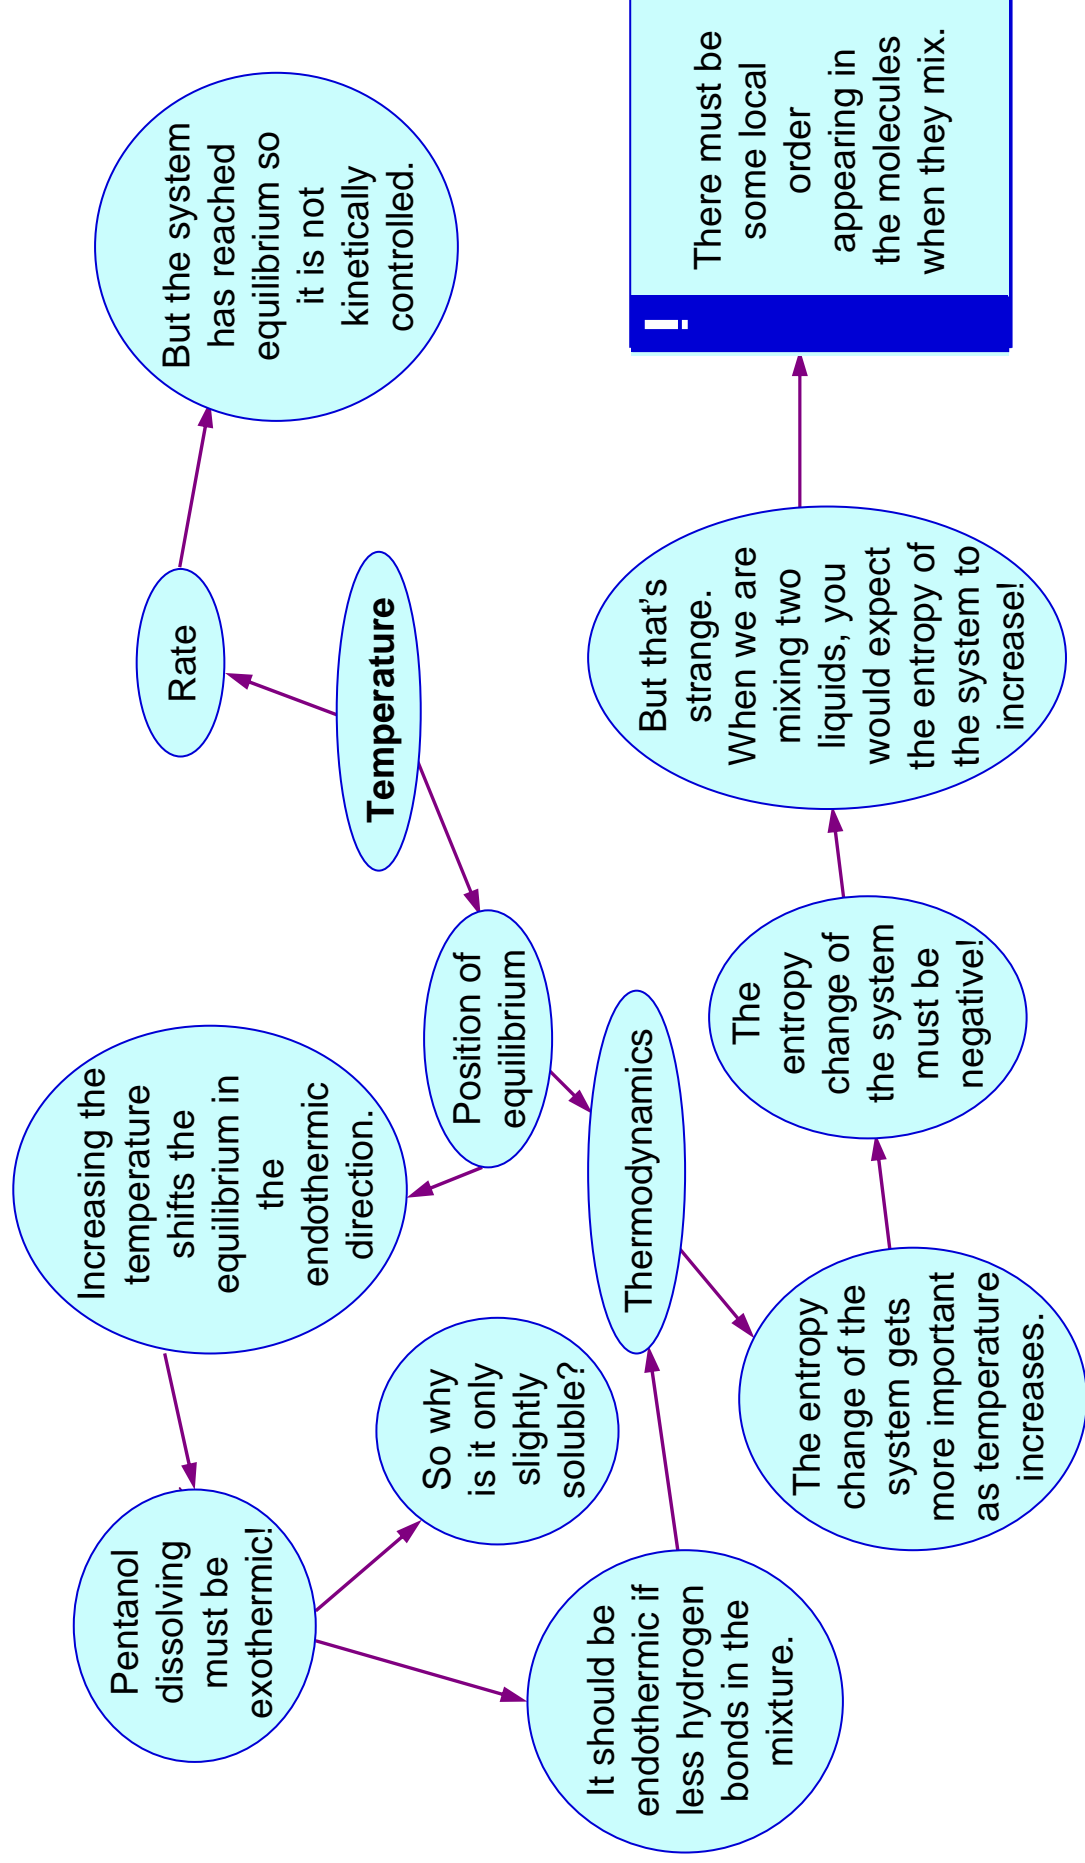 Increasing the
temperature
shifts the
equilibrium in
the
endothermic
direction.
Pentanol
dissolving
must be
exothermic!
But the system
has reached
equilibrium so
it is not
kinetically
controlled.
Rate
Temperature
So why
is it only
slightly
soluble?
Position of
equilibrium
It should be
endothermic if
less hydrogen
bonds in the
mixture.
Thermodynamics
But that's
strange.
When we are
mixing two
liquids, you
would expect
the entropy of
the system to
increase!
!
There must be
some local
order
appearing in
the molecules
when they mix.
The
entropy
change of
the system
must be
negative!
The entropy
change of the
system gets
more important
as temperature
increases.